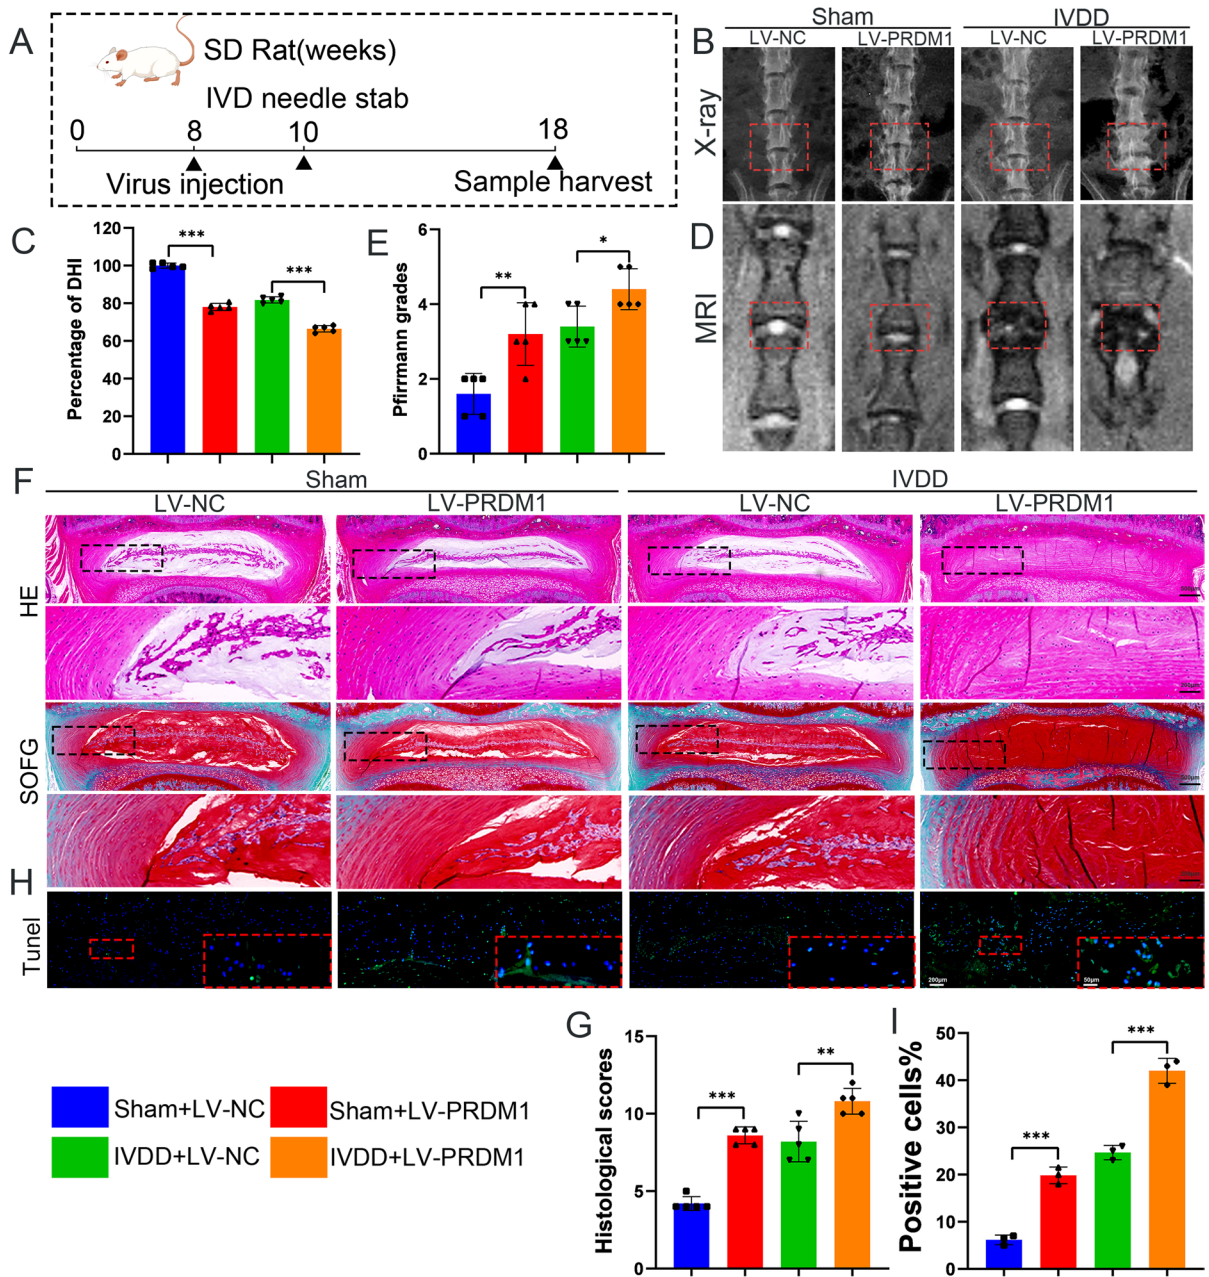 A
SD Rat(weeks)
IVD needle stab
0
8
10
18
Virus injection
Sample harvest
Sham
IVDD
B
LV-NC
LV-PRDM1
LV-NC
LV-PRDM1
X-ray
D
MRI
C
Percentage of DHI
120
100
80
60
40
20
0
***
***
E
Pfirrmann grades
6
4
2
0
**
*
F
Sham
IVDD
LV-NC
LV-PRDM1
LV-NC
LV-PRDM1
HE
SOFG
H
Tunel
200μm
50μm
Sham+LV-NC
Sham+LV-PRDM1
IVDD+LV-NC
IVDD+LV-PRDM1
G
Histological scores
15
10
5
0
***
**
I
Positive cells%
50
40
30
20
10
0
***
***